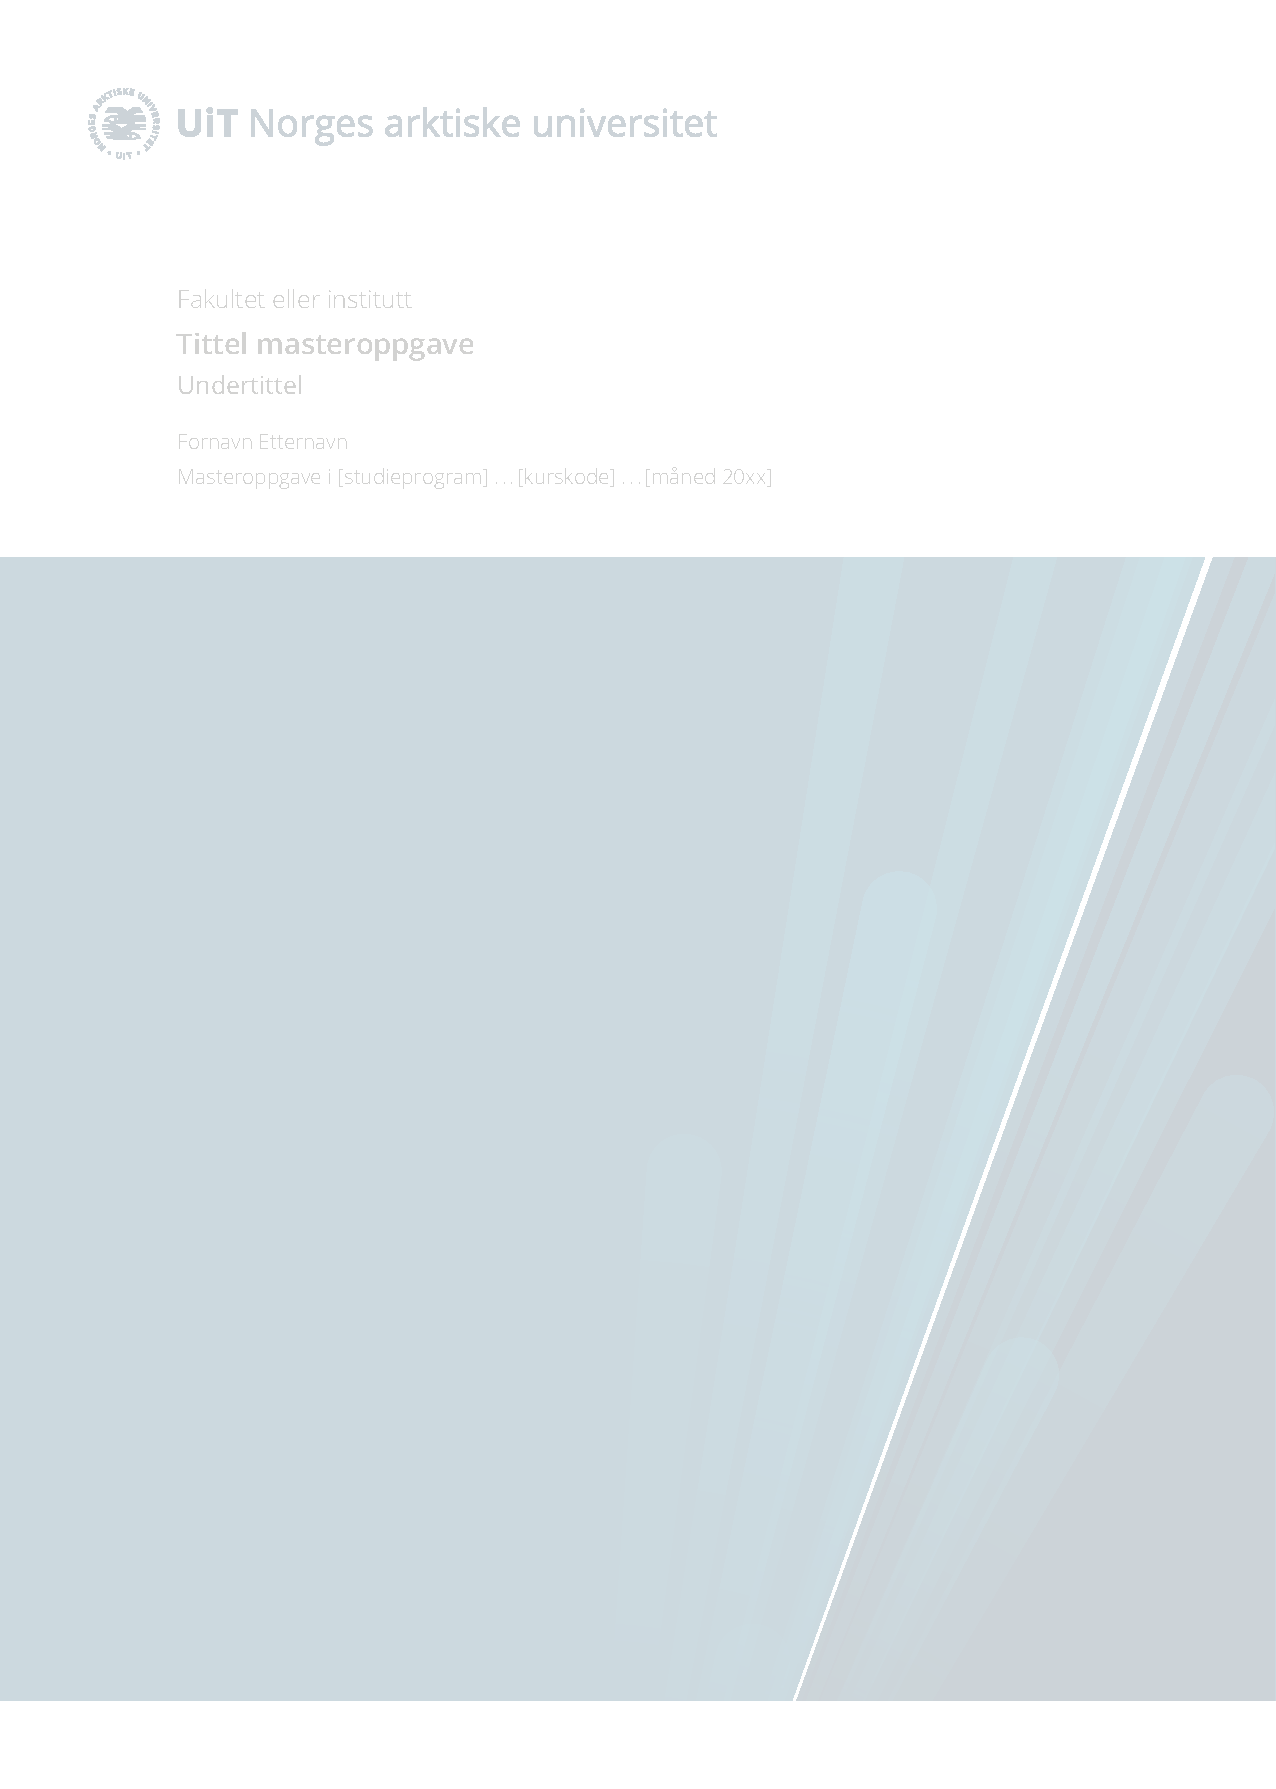 NORGES ARKTISKE UNIVERSITET • UiT •
UiT Norges arktiske universitet
Fakultet eller institutt
Tittel masteroppgave
Undertittel
Fornavn Etternavn
Masteroppgave i [studieprogram] ... [kurskode] ... [måned 20xx]